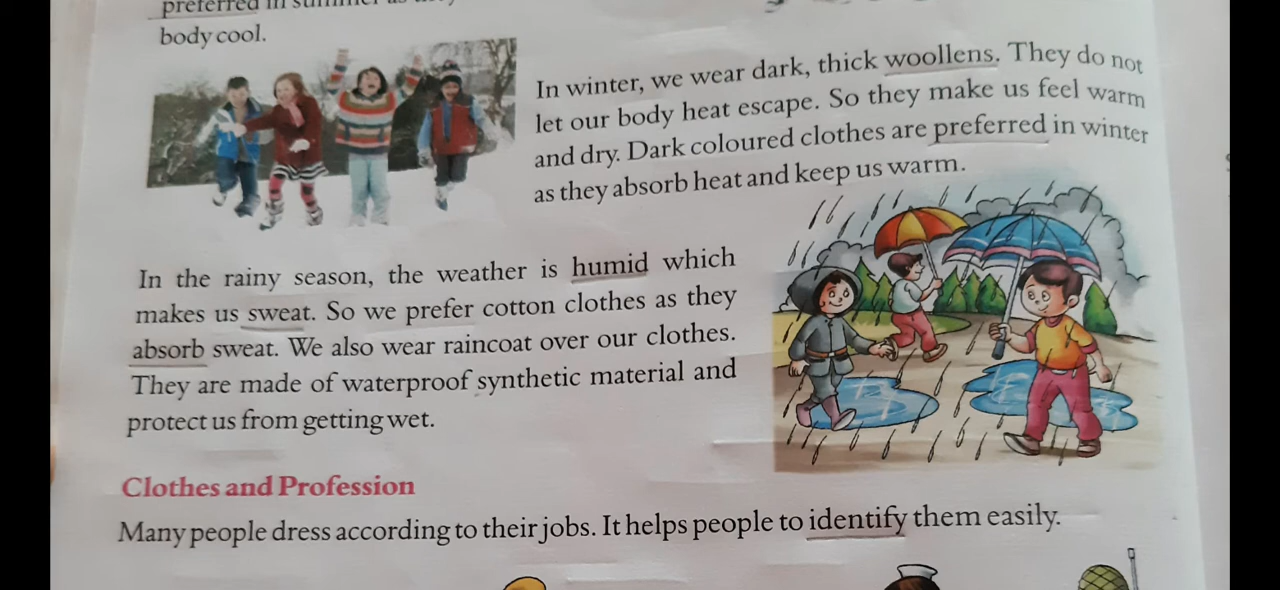 preferred in summer as they
body cool.
In winter, we wear dark, thick woollens. They do not
let our body heat escape. So they make us feel warm
and dry. Dark coloured clothes are preferred in winter
as they absorb heat and keep us warm.
In the rainy season, the weather is humid which
makes us sweat. So we prefer cotton clothes as they
absorb sweat. We also wear raincoat over our clothes.
They are made of waterproof synthetic material and
protect us from getting wet.
Clothes and Profession
Many people dress according to their jobs. It helps people to identify them easily.